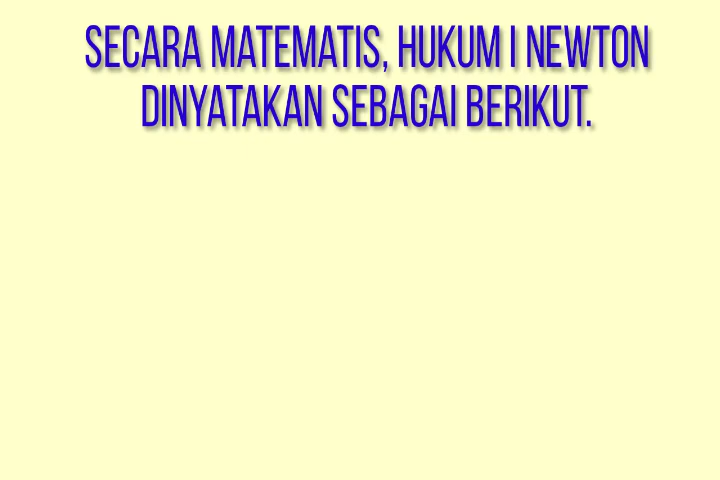 SECARA MATEMATIS, HUKUM I NEWTON
DINYATAKAN SEBAGAI BERIKUT.